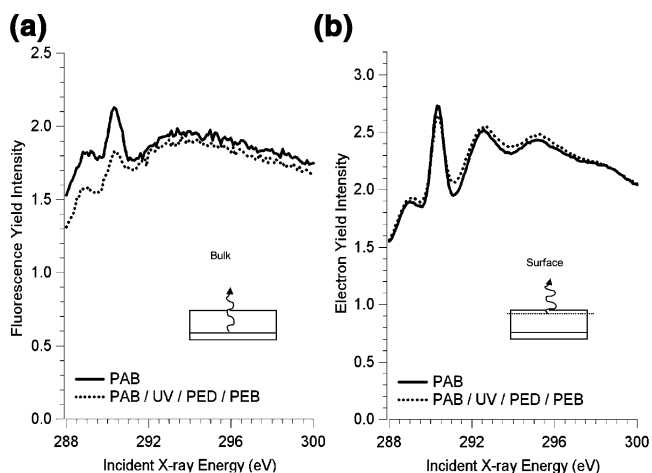 (a)
2.5
2.0
1.5
1.0
0.5
0.0
Fluorescence Yield Intensity
Bulk
PAB
PAB / UV / PED / PEB
288
292
296
300
Incident X-ray Energy (eV)
(b)
3.0
2.5
2.0
1.5
1.0
0.5
0.0
Electron Yield Intensity
Surface
PAB
PAB / UV / PED / PEB
288
292
296
300
Incident X-ray Energy (eV)